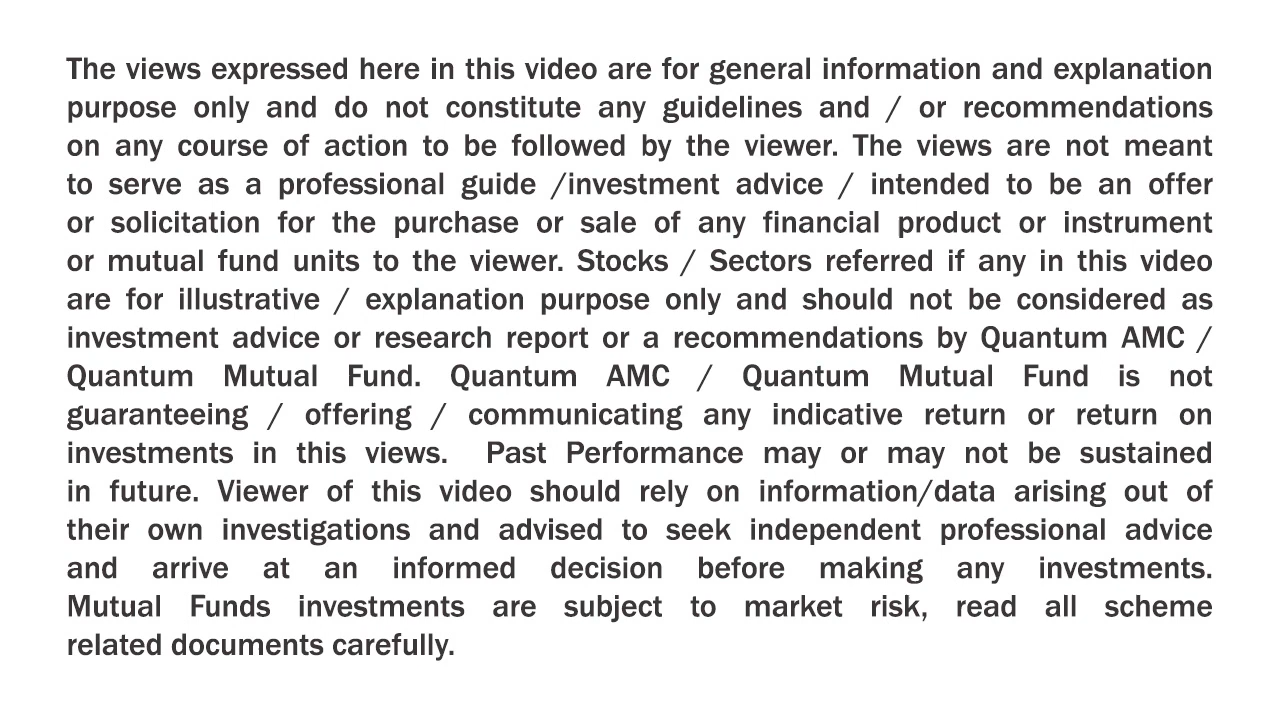 The views expressed here in this video are for general information and explanation
purpose only and do not constitute any guidelines and / or recommendations
on any course of action to be followed by the viewer. The views are not meant
to serve as a professional guide /investment advice / intended to be an offer
or solicitation for the purchase or sale of any financial product or instrument
or mutual fund units to the viewer. Stocks / Sectors referred if any in this video
are for illustrative / explanation purpose only and should not be considered as
investment advice or research report or a recommendations by Quantum AMC /
Quantum Mutual Fund. Quantum AMC / Quantum Mutual Fund is not
guaranteeing / offering / communicating any indicative return or return on
investments in this views.  Past Performance may or may not be sustained
in future. Viewer of this video should rely on information/data arising out of
their own investigations and advised to seek independent professional advice
and arrive at an informed decision before making any investments.
Mutual Funds investments are subject to market risk, read all scheme
related documents carefully.